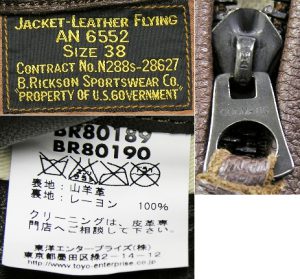 JACKET-LEATHER FLYING
AN 6552
SIZE 38
CONTRACT NO. N288S-28627
B. RICKSON SPORTSWEAR CO.
"PROPERTY OF U.S. GOVERNMENT"
BR80189
BR80190
表地：山羊革
裏地：レーヨン 100%
クリーニングは、皮革専
門店へご相談して下さい。
東洋エンタープライズ(株)
東京都墨田区緑2-14-12
http://www.toyo-enterprise.co.jp